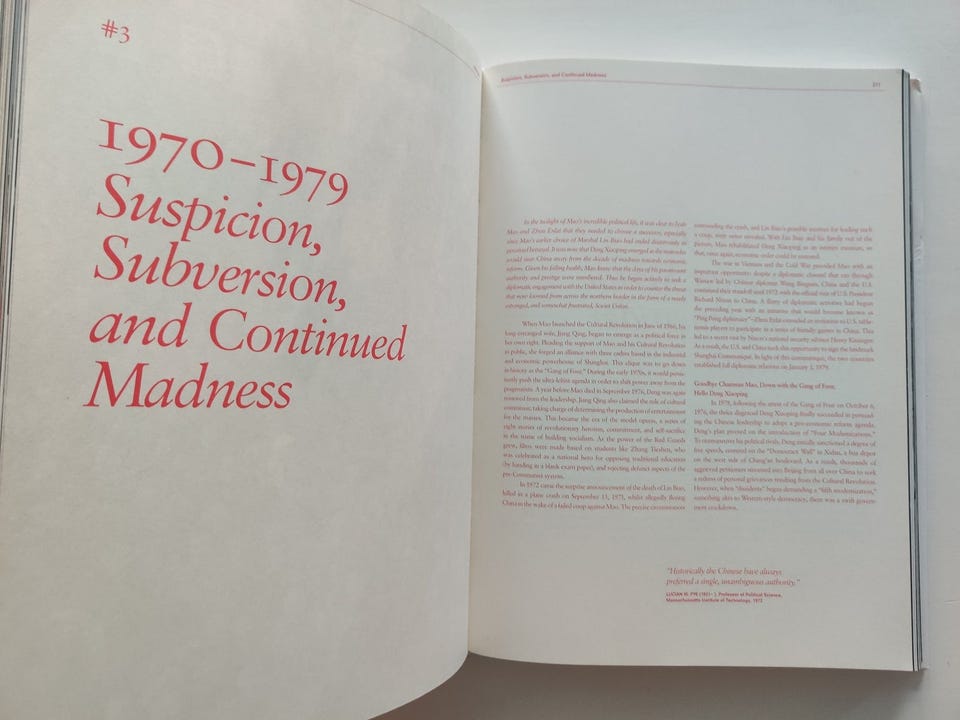 #3
1970–1979
Suspicion,
Subversion,
and Continued
Madness
Suspicion, Subversion, and Continued Madness
In the twilight of Mao's incredible political life, it was clear to both
Mao and Zhou Enlai that they needed to choose a successor, especially
since Mao's earlier choice of Marshal Lin Biao had ended disastrously in
perceived betrayal. It was now that Deng Xiaoping emerged as the
would steer China away from the decade of madness towards economic
reform. Given his failing health, Mao knew that the days of his paramount
authority and prestige were numbered. Thus he began actively to seek a
diplomatic engagement with the United States in order to counter the threat
that now loomed from across the northern border in the form of a newly
estranged, and somewhat frustrated, Soviet Union.
When Mao launched the Cultural Revolution in June of 1966, his
long estranged wife, Jiang Qing, began to emerge as a political force in
her own right. Heading the support of Mao and his Cultural Revolution
in public, she forged an alliance with three cadres based in the industrial
and economic powerhouse of Shanghai. This clique was to go down
in history as the "Gang of Four." During the early 1970s, it would persis-
tently push the ultra-leftist agenda in order to shift power away from the
pragmatists. A year before Mao died in September 1976, Deng was again
removed from the leadership. Jiang Qing also claimed the role of cultural
commissar, taking charge of determining the production of entertainment
for the masses. This became the era of the model opera, a series of
eight stories of revolutionary heroism, commitment, and self-sacrifice
in the name of building socialism. As the power of the Red Guards
grew, films were made based on students like Zhang Tiesheng, who
was celebrated as a national hero for opposing traditional education
(by handing in a blank exam paper), and rejecting defunct aspects of the
pre-Communist system.
In 1972 came the surprise announcement of the death of Lin Biao,
killed in a plane crash on September 13, 1971, whilst allegedly fleeing
China in the wake of a failed coup against Mao. The precise circumstances
surrounding the crash, and Lin Biao's possible motives for leading such
a coup, were never revealed. With Lin Biao and his family out of the
picture, Mao rehabilitated Deng Xiaoping as an interim measure, so
that, once again, economic order could be restored.
The war in Vietnam and the Cold War provided Mao with an
important opportunity: despite a diplomatic channel that ran through
Warsaw led by Chinese diplomat Wang Bingnan, China and the U.S.
continued their stand-off until 1972 with the official visit of U.S. President
Richard Nixon to China. A flurry of diplomatic activities had begun
the preceding year with an initiative that would become known as
"Ping Pong diplomacy"—Zhou Enlai extended an invitation to U.S. table-
tennis players to participate in a series of friendly games in China. This
led to a secret visit by Nixon's national security advisor Henry Kissinger.
As a result, the U.S. and China took this opportunity to sign the landmark
Shanghai Communiqué. In light of this communiqué, the two countries
established full diplomatic relations on January 1, 1979.
Goodbye Chairman Mao, Down with the Gang of Four,
Hello Deng Xiaoping
In 1978, following the arrest of the Gang of Four on October 6,
1976, the thrice disgraced Deng Xiaoping finally succeeded in persuad-
ing the Chinese leadership to adopt a pro-economic reform agenda.
Deng's plan pivoted on the introduction of "Four Modernizations."
To outmaneuver his political rivals, Deng initially sanctioned a degree of
free speech, centered on the "Democracy Wall" in Xidan, a bus depot
on the west side of Chang'an boulevard. As a result, thousands of
aggrieved petitioners streamed into Beijing from all over China to seek
a redress of personal grievances resulting from the Cultural Revolution.
However, when "dissidents" began demanding a "fifth modernization,"
something akin to Western-style democracy, there was a swift govern-
ment crackdown.
"Historically the Chinese have always
preferred a single, unambiguous authority."
LUCIAN W. PYE (1921– ), Professor of Political Science,
Massachusetts Institute of Technology, 1972